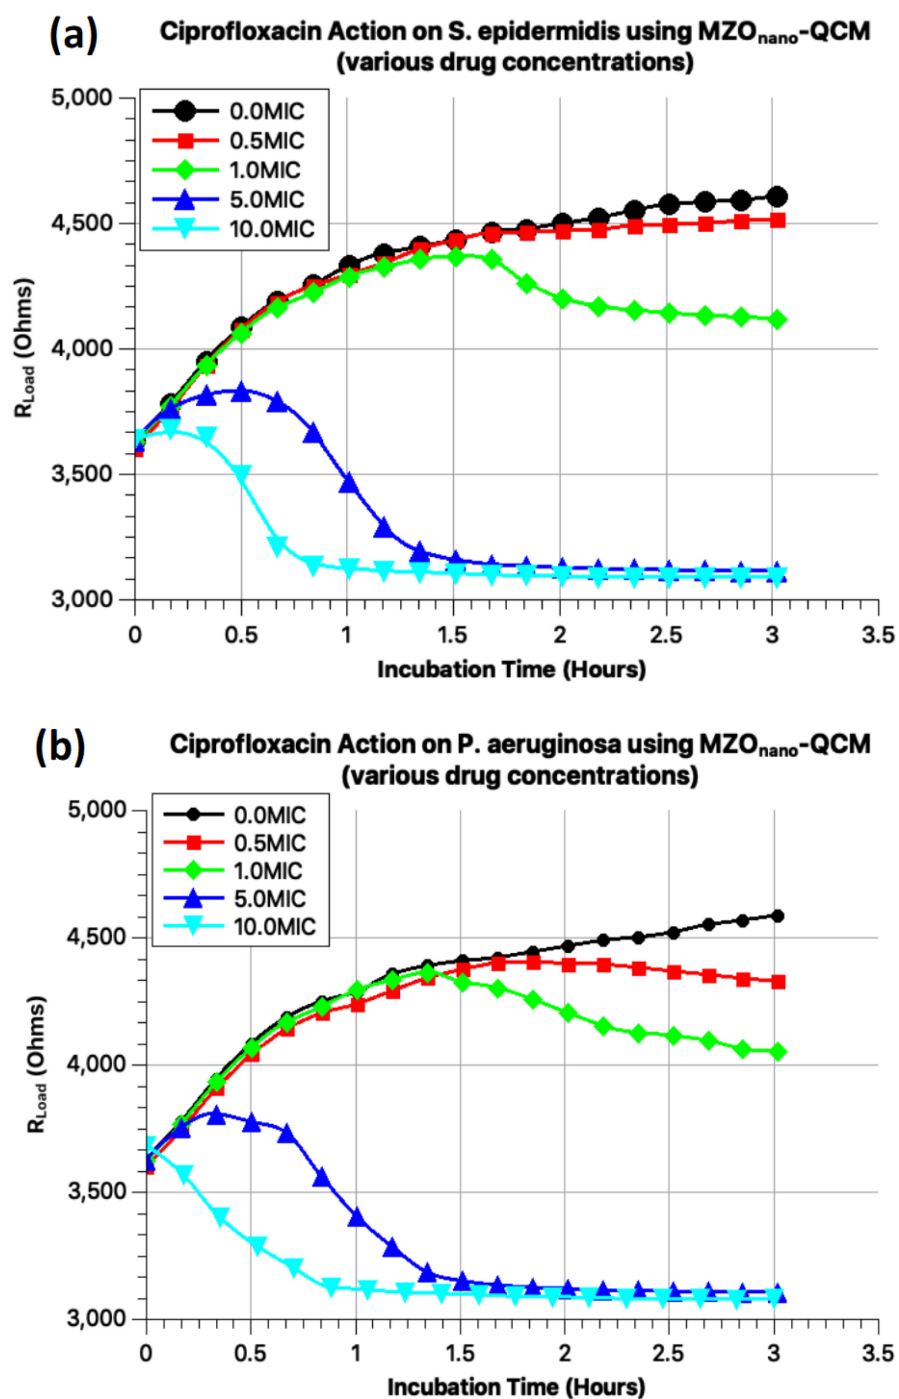 (a)
Ciprofloxacin Action on S. epidermidis using MZOnano-QCM
(various drug concentrations)
0.0MIC
0.5MIC
1.0MIC
5.0MIC
10.0MIC
5,000
4,500
4,000
3,500
3,000
RLoad (Ohms)
0 0.5 1 1.5 2 2.5 3 3.5
Incubation Time (Hours)
(b)
Ciprofloxacin Action on P. aeruginosa using MZOnano-QCM
(various drug concentrations)
0.0MIC
0.5MIC
1.0MIC
5.0MIC
10.0MIC
5,000
4,500
4,000
3,500
3,000
RLoad (Ohms)
0 0.5 1 1.5 2 2.5 3 3.5
Incubation Time (Hours)